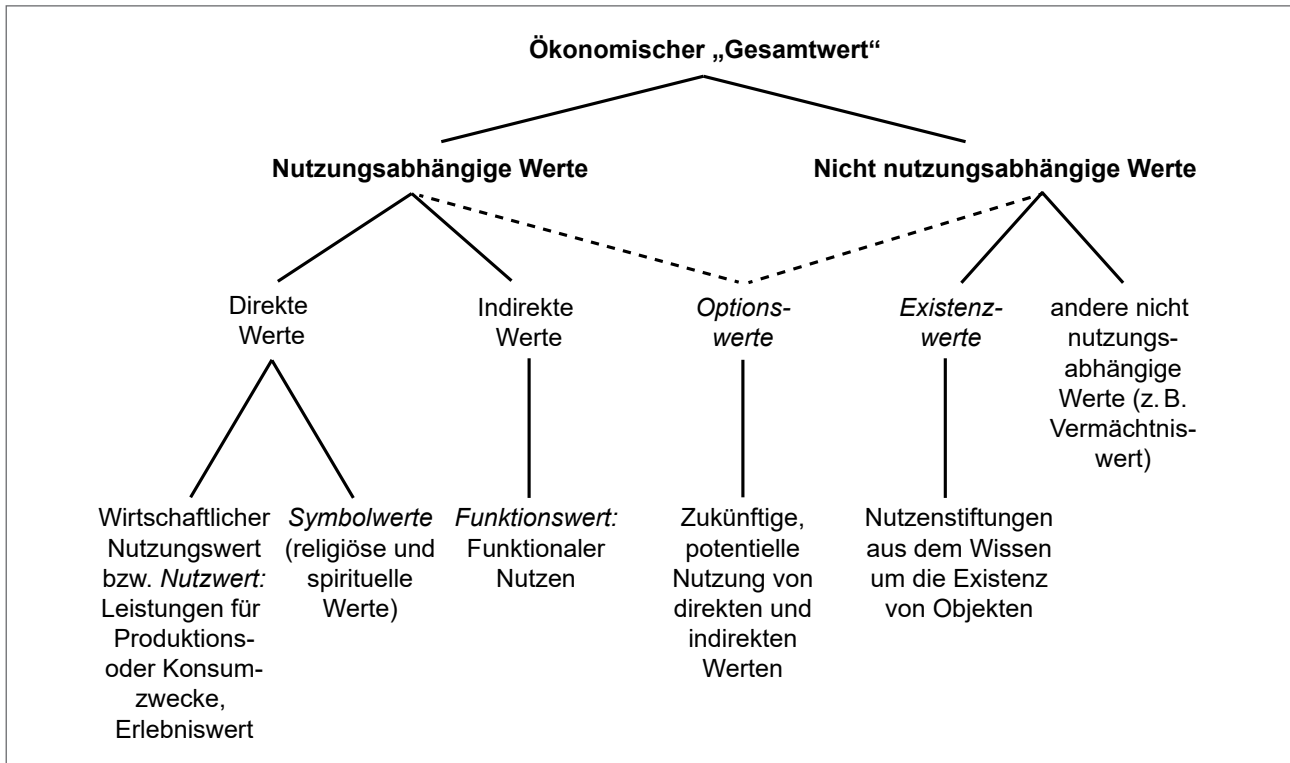 Ökonomischer „Gesamtwert“
Nutzungsabhängige Werte
Nicht nutzungsabhängige Werte
Direkte
Werte
Indirekte
Werte
Options-
werte
Existenz-
werte
andere nicht
nutzungs-
abhängige
Werte (z. B.
Vermächtnis-
wert)
Wirtschaftlicher
Nutzungswert
bzw. Nutzwert:
Leistungen für
Produktions-
oder Konsum-
zwecke,
Erlebniswert
Symbolwerte
(religiöse und
spirituelle
Werte)
Funktionswert:
Funktionaler
Nutzen
Zukünftige,
potentielle
Nutzung von
direkten und
indirekten
Werten
Nutzenstiftungen
aus dem Wissen
um die Existenz
von Objekten